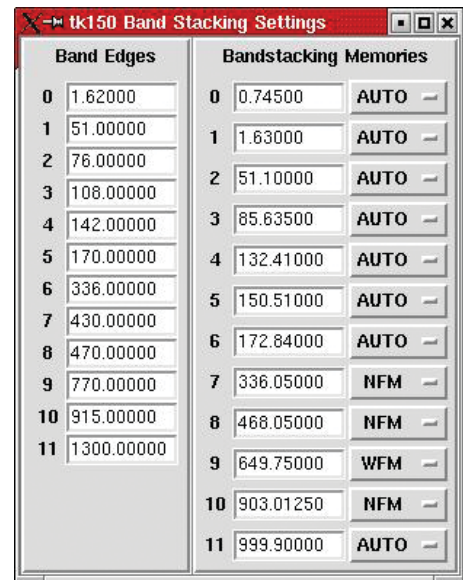 tk150 Band Stacking Settings
Band Edges
0 1.62000
1 51.00000
2 76.00000
3 108.00000
4 142.00000
5 170.00000
6 336.00000
7 430.00000
8 470.00000
9 770.00000
10 915.00000
11 1300.00000
Bandstacking Memories
0 0.74500 AUTO
1 1.63000 AUTO
2 51.10000 AUTO
3 85.63500 AUTO
4 132.41000 AUTO
5 150.51000 AUTO
6 172.84000 AUTO
7 336.05000 NFM
8 468.05000 NFM
9 649.75000 WFM
10 903.01250 NFM
11 999.90000 AUTO